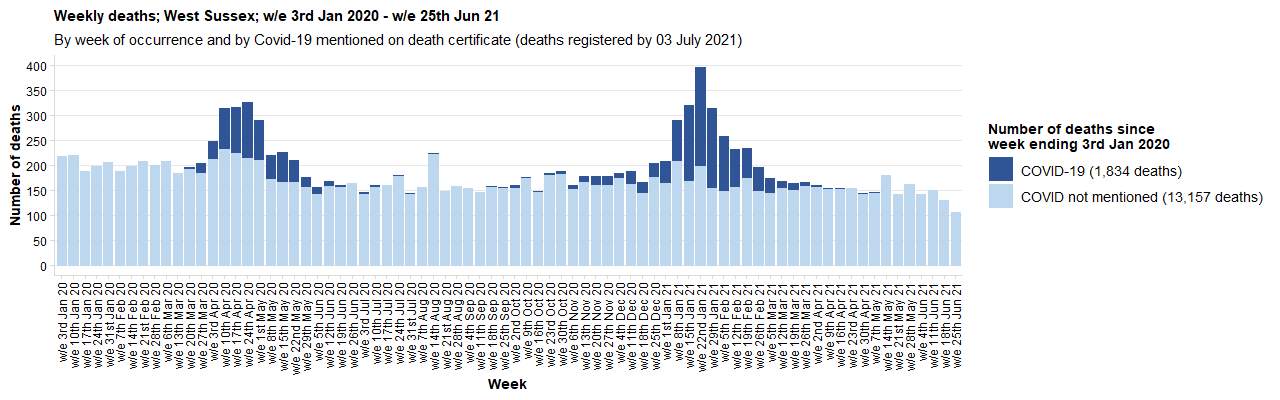 Weekly deaths; West Sussex; w/e 3rd Jan 2020 - w/e 25th Jun 21
By week of occurrence and by Covid-19 mentioned on death certificate (deaths registered by 03 July 2021)
Number of deaths
400
350
300
250
200
150
100
50
0
w/e 3rd Jan 20
w/e 10th Jan 20
w/e 17th Jan 20
w/e 24th Jan 20
w/e 31st Jan 20
w/e 7th Feb 20
w/e 14th Feb 20
w/e 21st Feb 20
w/e 28th Feb 20
w/e 6th Mar 20
w/e 13th Mar 20
w/e 20th Mar 20
w/e 27th Mar 20
w/e 3rd Apr 20
w/e 10th Apr 20
w/e 17th Apr 20
w/e 24th Apr 20
w/e 1st May 20
w/e 8th May 20
w/e 15th May 20
w/e 22nd May 20
w/e 29th May 20
w/e 5th Jun 20
w/e 12th Jun 20
w/e 19th Jun 20
w/e 26th Jun 20
w/e 3rd Jul 20
w/e 10th Jul 20
w/e 17th Jul 20
w/e 24th Jul 20
w/e 31st Jul 20
w/e 7th Aug 20
w/e 14th Aug 20
w/e 21st Aug 20
w/e 28th Aug 20
w/e 4th Sep 20
w/e 11th Sep 20
w/e 18th Sep 20
w/e 25th Sep 20
w/e 2nd Oct 20
w/e 9th Oct 20
w/e 16th Oct 20
w/e 23rd Oct 20
w/e 30th Oct 20
w/e 6th Nov 20
w/e 13th Nov 20
w/e 20th Nov 20
w/e 27th Nov 20
w/e 4th Dec 20
w/e 11th Dec 20
w/e 18th Dec 20
w/e 25th Dec 20
w/e 1st Jan 21
w/e 8th Jan 21
w/e 15th Jan 21
w/e 22nd Jan 21
w/e 29th Jan 21
w/e 5th Feb 21
w/e 12th Feb 21
w/e 19th Feb 21
w/e 26th Feb 21
w/e 5th Mar 21
w/e 12th Mar 21
w/e 19th Mar 21
w/e 26th Mar 21
w/e 2nd Apr 21
w/e 9th Apr 21
w/e 16th Apr 21
w/e 23rd Apr 21
w/e 30th Apr 21
w/e 7th May 21
w/e 14th May 21
w/e 21st May 21
w/e 28th May 21
w/e 4th Jun 21
w/e 11th Jun 21
w/e 18th Jun 21
w/e 25th Jun 21
Week
Number of deaths since
week ending 3rd Jan 2020
COVID-19 (1,834 deaths)
COVID not mentioned (13,157 deaths)